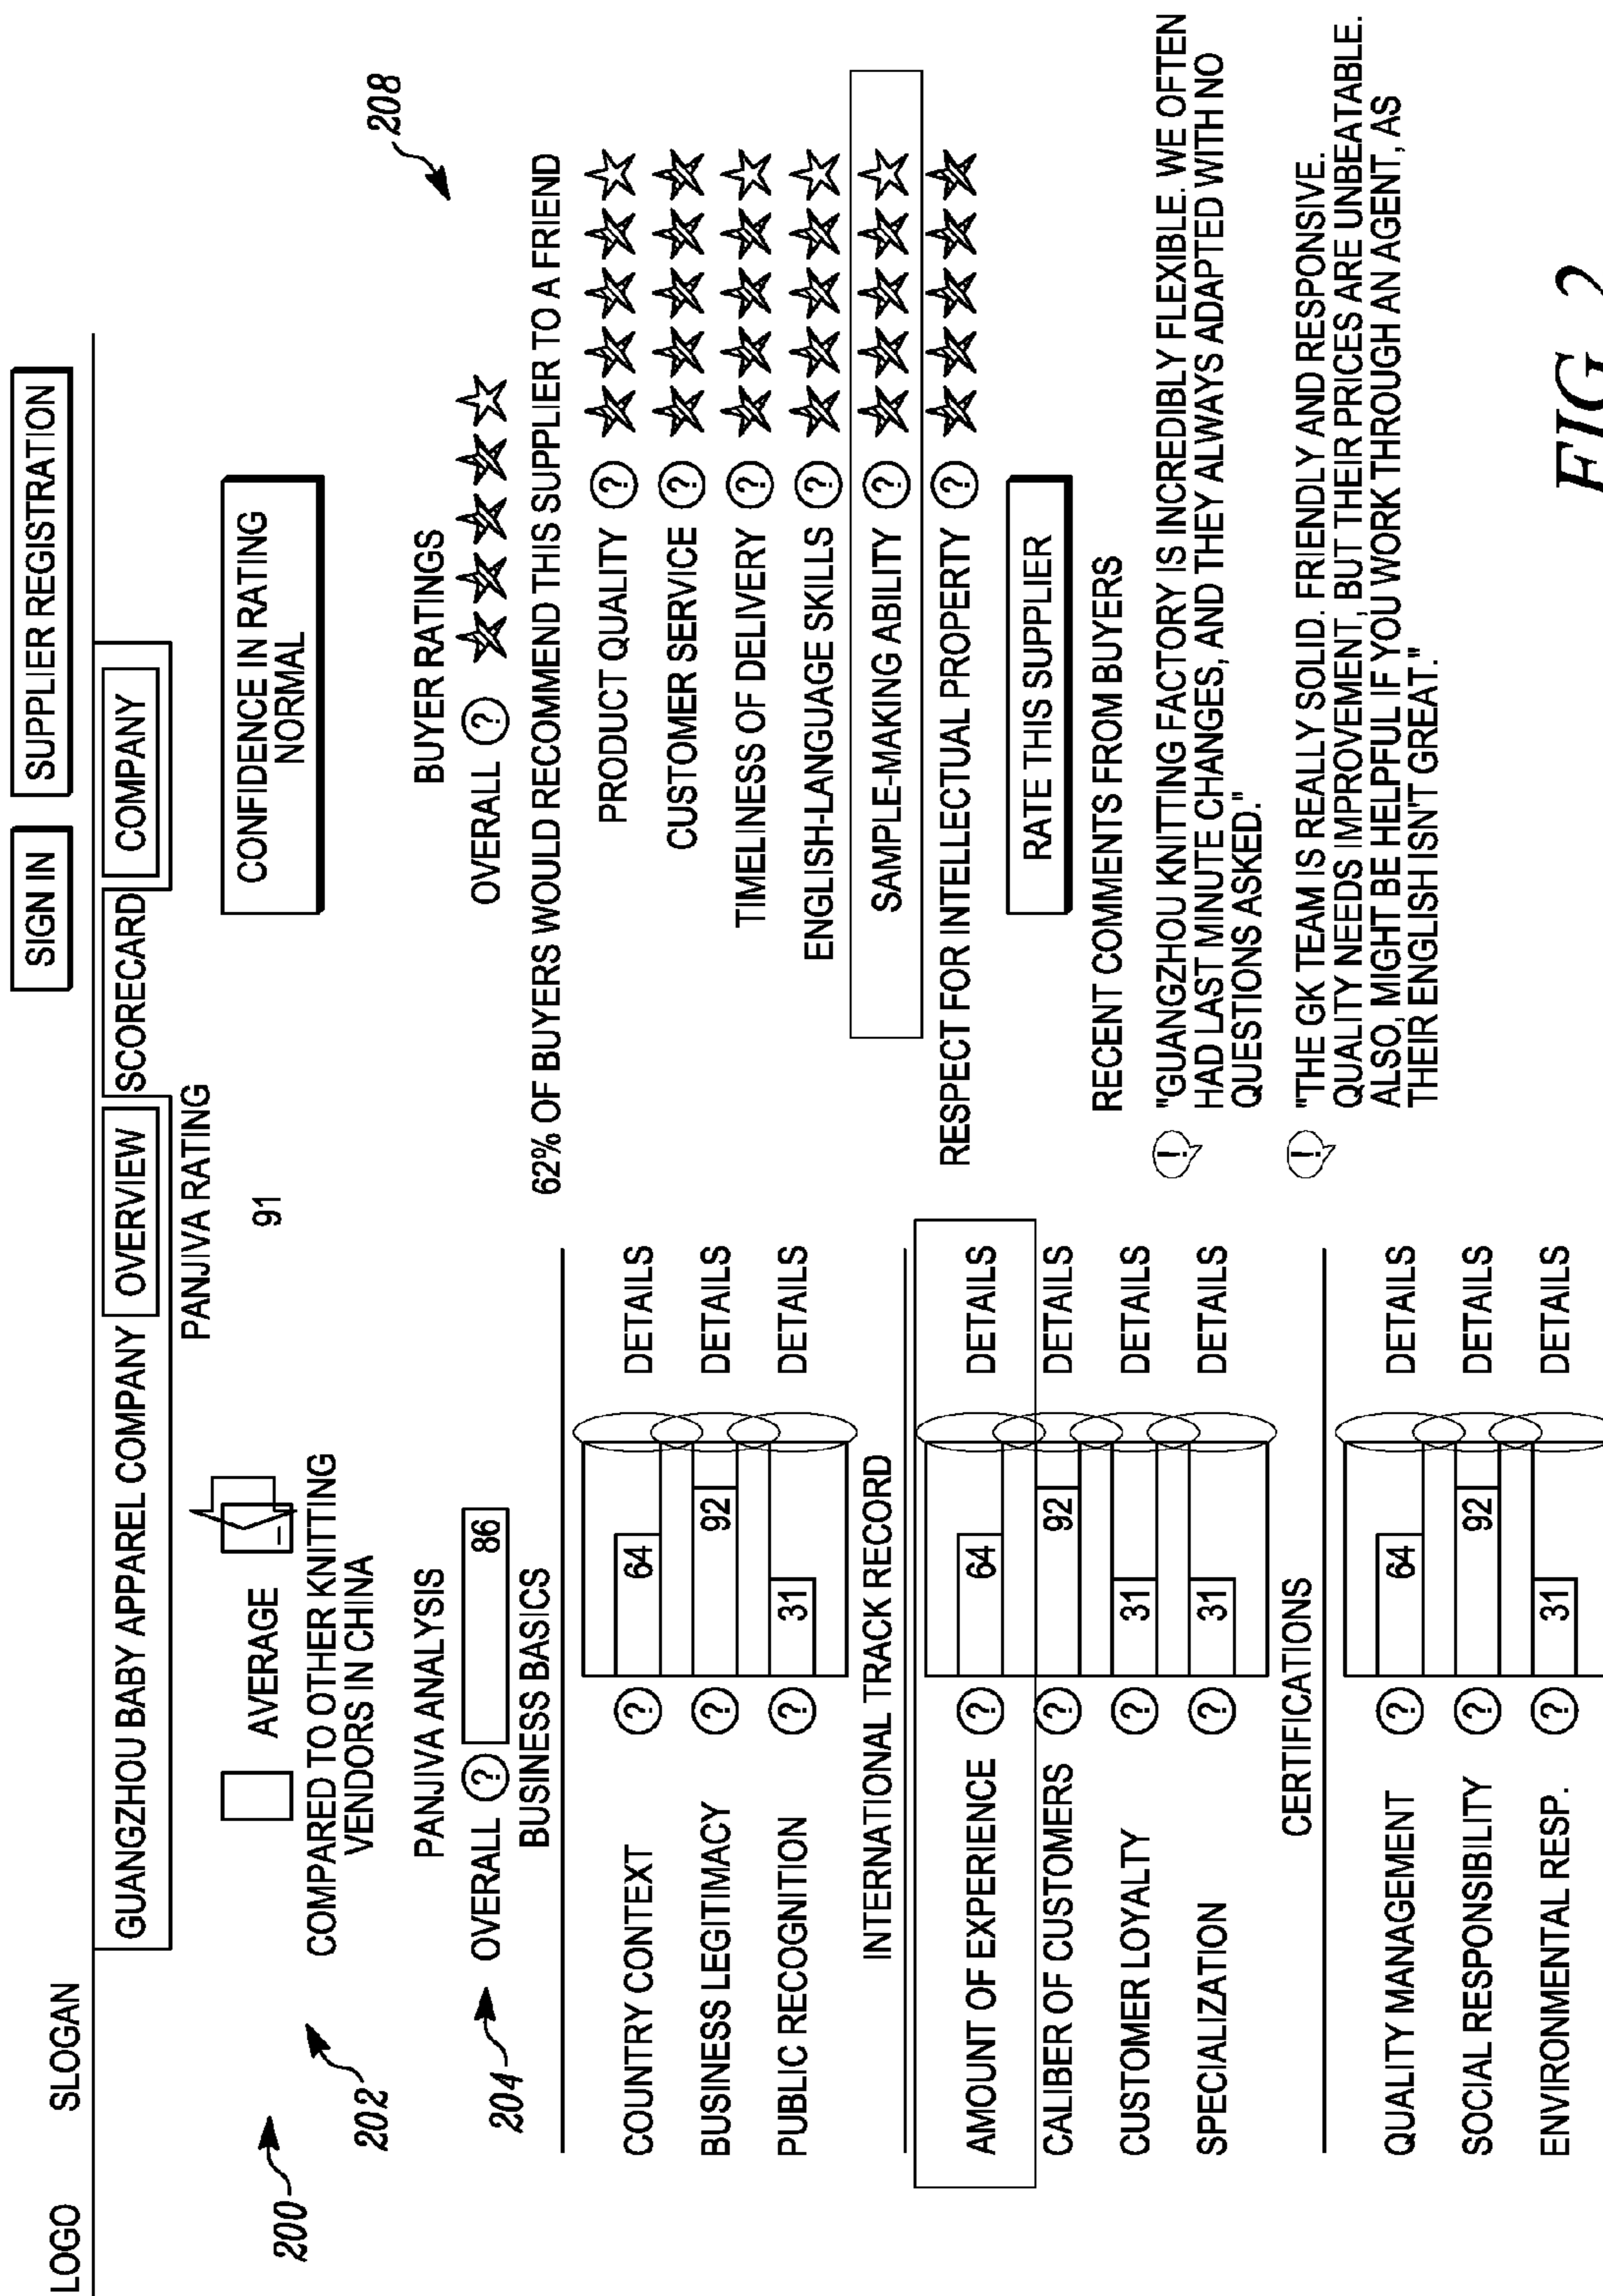 LOGO SLOGAN SIGN IN SUPPLIER REGISTRATION
GUANGZHOU BABY APPAREL COMPANY OVERVIEW SCORECARD COMPANY
PANJIVA RATING
AVERAGE 91
COMPARED TO OTHER KNITTING
VENDORS IN CHINA
CONFIDENCE IN RATING
NORMAL
200
202
PANJIVA ANALYSIS
204 OVERALL ? 86
BUSINESS BASICS
COUNTRY CONTEXT ? 64 DETAILS
BUSINESS LEGITIMACY ? 92 DETAILS
PUBLIC RECOGNITION ? 31 DETAILS
INTERNATIONAL TRACK RECORD
AMOUNT OF EXPERIENCE ? 64 DETAILS
CALIBER OF CUSTOMERS ? 92 DETAILS
CUSTOMER LOYALTY ? 31 DETAILS
SPECIALIZATION ? 31 DETAILS
CERTIFICATIONS
QUALITY MANAGEMENT ? 64 DETAILS
SOCIAL RESPONSIBILITY ? 92 DETAILS
ENVIRONMENTAL RESP. ? 31 DETAILS
208
BUYER RATINGS
OVERALL ?
62% OF BUYERS WOULD RECOMMEND THIS SUPPLIER TO A FRIEND
PRODUCT QUALITY ?
CUSTOMER SERVICE ?
TIMELINESS OF DELIVERY ?
ENGLISH-LANGUAGE SKILLS ?
SAMPLE-MAKING ABILITY ?
RESPECT FOR INTELLECTUAL PROPERTY ?
RATE THIS SUPPLIER
RECENT COMMENTS FROM BUYERS
! "GUANGZHOU KNITTING FACTORY IS INCREDIBLY FLEXIBLE. WE OFTEN
HAD LAST MINUTE CHANGES, AND THEY ALWAYS ADAPTED WITH NO
QUESTIONS ASKED."
! "THE GK TEAM IS REALLY SOLID. FRIENDLY AND RESPONSIVE.
QUALITY NEEDS IMPROVEMENT, BUT THEIR PRICES ARE UNBEATABLE.
ALSO, MIGHT BE HELPFUL IF YOU WORK THROUGH AN AGENT, AS
THEIR ENGLISH ISN'T GREAT."
FIG. 2